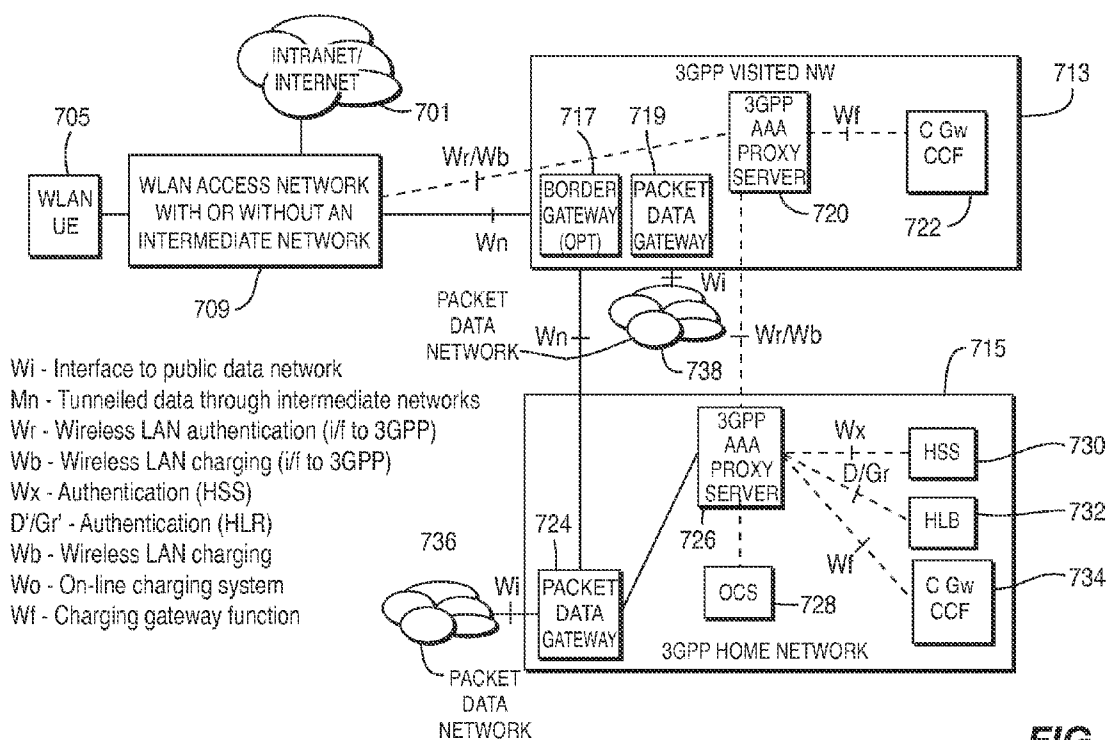 INTRANET/
INTERNET
701
705
WLAN
UE
WLAN ACCESS NETWORK
WITH OR WITHOUT AN
INTERMEDIATE NETWORK
709
Wr/Wb
Wn
3GPP VISITED NW
713
717
719
BORDER
GATEWAY
(OPT)
PACKET
DATA
GATEWAY
3GPP
AAA
PROXY
SERVER
720
Wf
C Gw
CCF
722
Wi
PACKET
DATA
NETWORK
Wn
738
Wr/Wb
715
Wi - Interface to public data network
Mn - Tunnelled data through intermediate networks
Wr - Wireless LAN authentication (i/f to 3GPP)
Wb - Wireless LAN charging (i/f to 3GPP)
Wx - Authentication (HSS)
D'/Gr' - Authentication (HLR)
Wb - Wireless LAN charging
Wo - On-line charging system
Wf - Charging gateway function
3GPP
AAA
PROXY
SERVER
726
Wx
HSS
730
D/Gr
HLB
732
Wf
C Gw
CCF
734
OCS
728
724
PACKET
DATA
GATEWAY
3GPP HOME NETWORK
736
Wi
PACKET
DATA
NETWORK